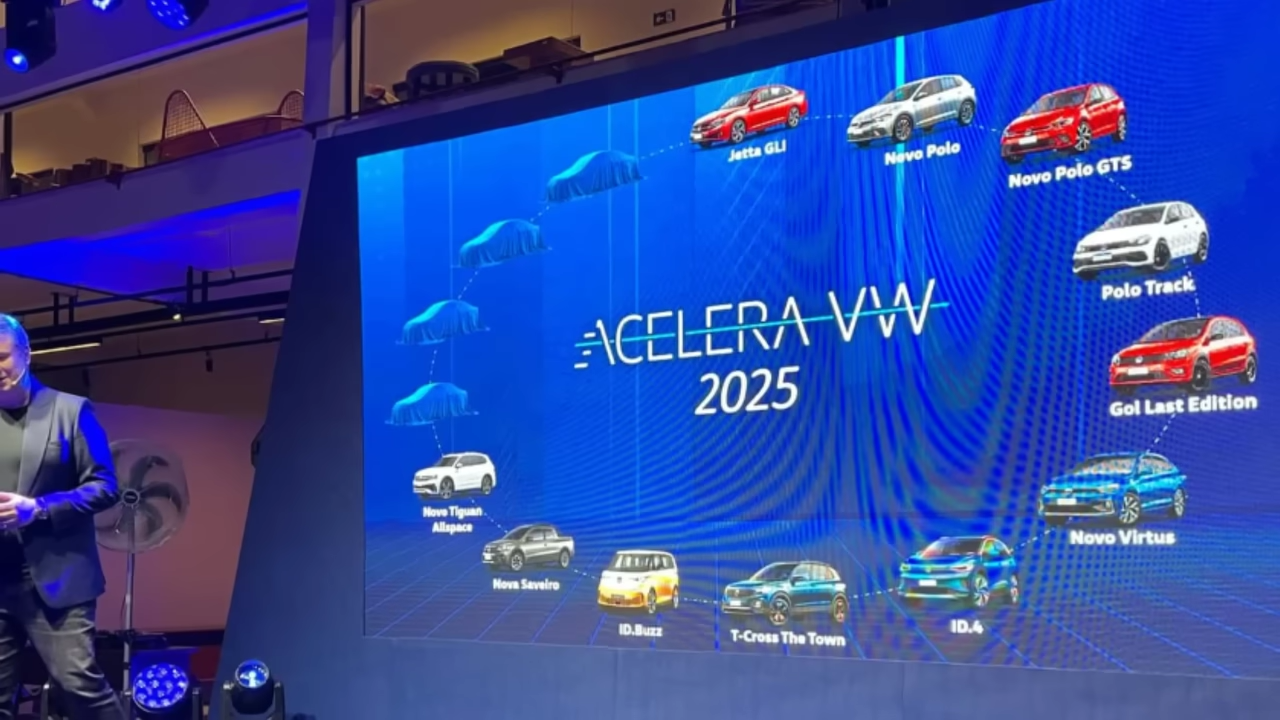 Jetta GLI
Novo Polo
Novo Polo GTS
Polo Track
ACELERA VW
2025
Gol Last Edition
Novo Tiguan
Allspace
Novo Virtus
Nova Saveiro
ID.Buzz
T-Cross The Town
ID.4